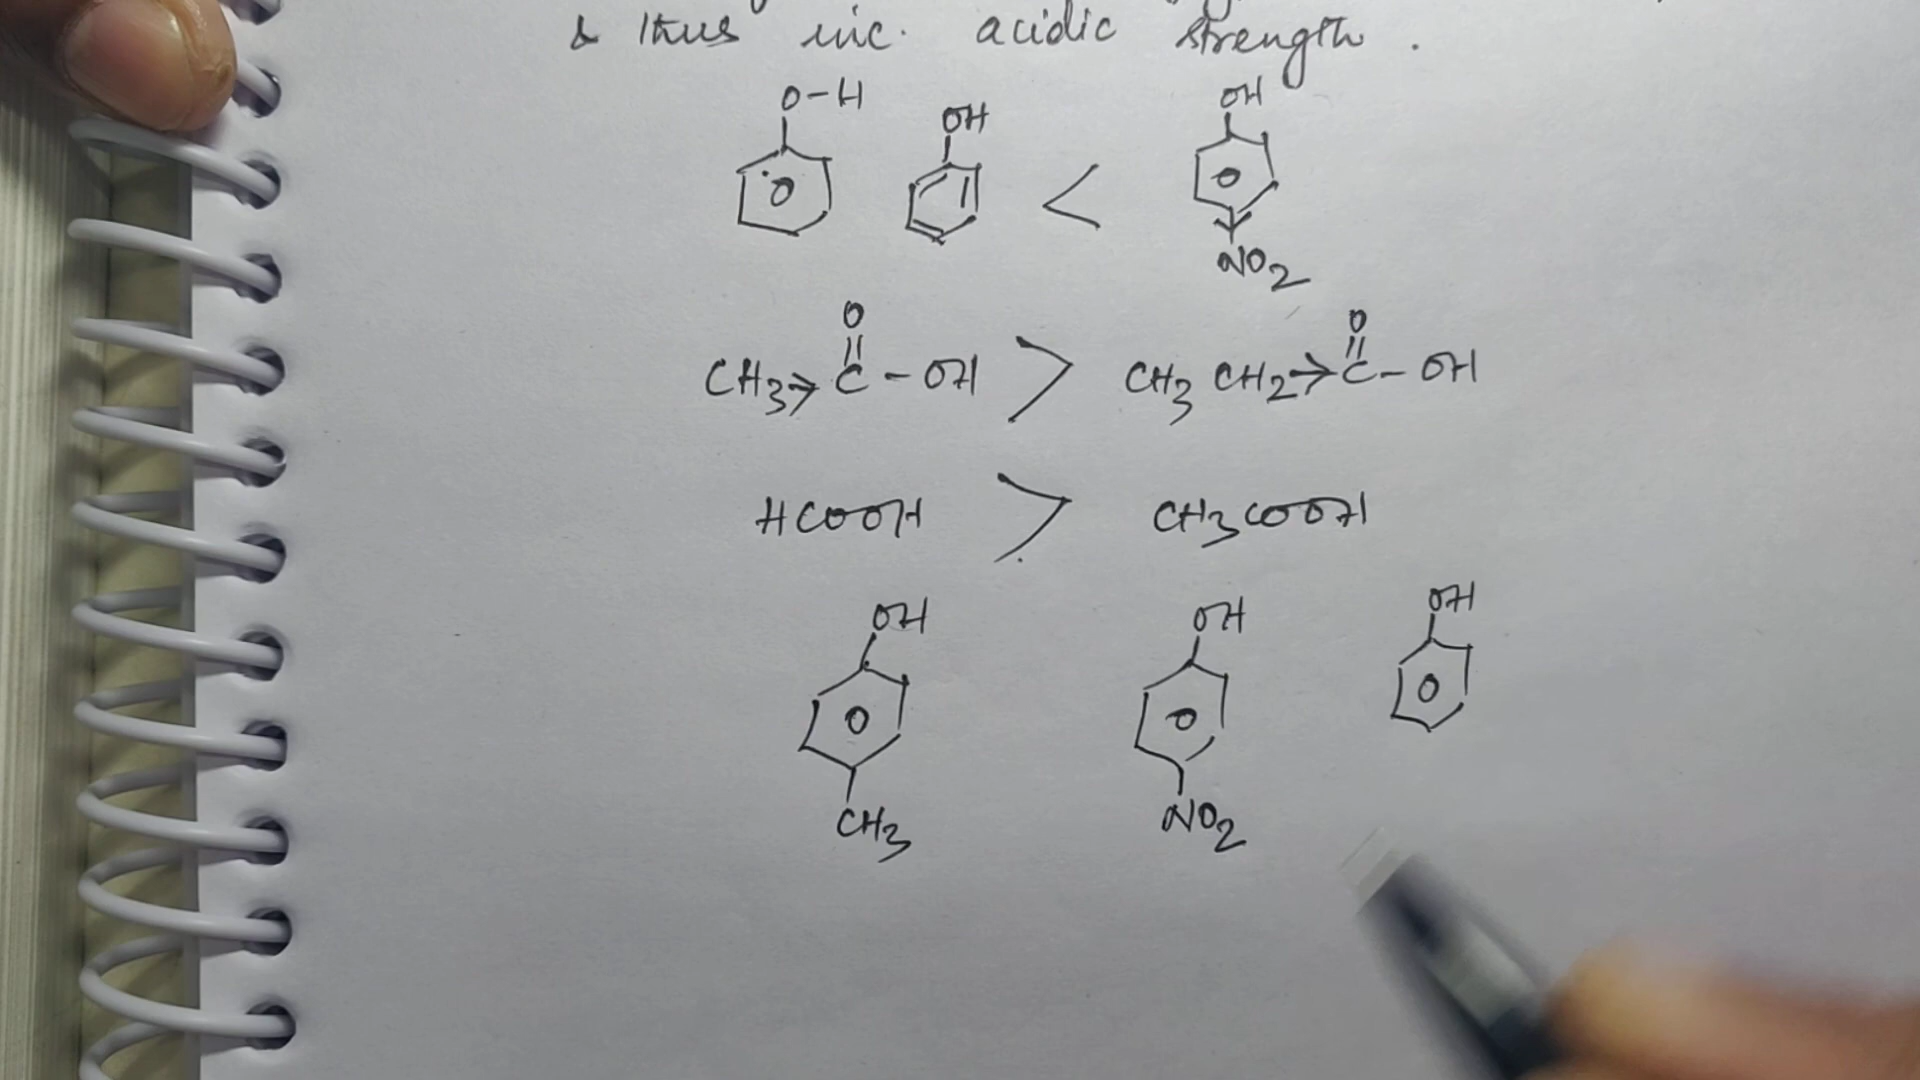 & thus inc. acidic strength.
O-H OH < OH
NO2
O O
CH3 → C - OH > CH3 CH2 → C - OH
HCOOH > CH3COOH
OH OH OH
CH3 NO2